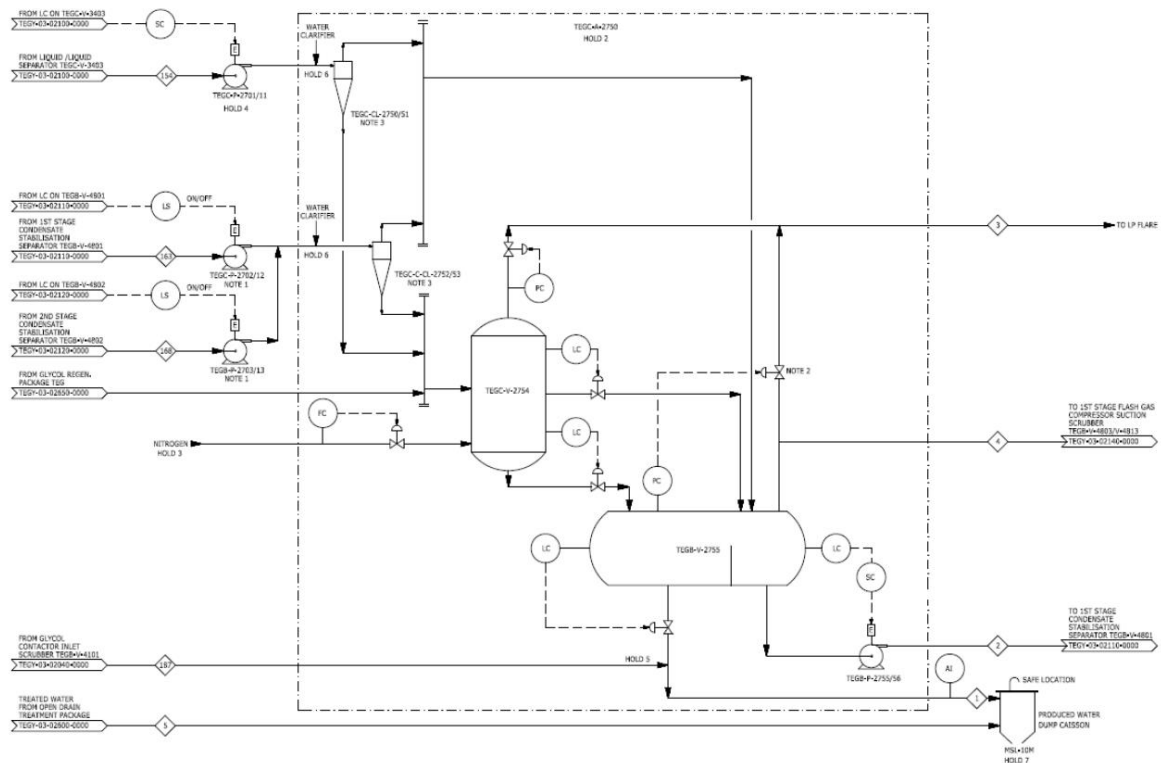 FROM LC ON TEGC-V-3403
TEGY-03-02100-0000
SC
E
FROM LIQUID /LIQUID
SEPARATOR TEGC-V-3403
TEGY-03-02100-0000
154
TEGC-P-2701/11
HOLD 4
WATER
CLARIFIER
HOLD 6
TEGC-CL-2750/51
NOTE 3
TEGC-A-2750
HOLD 2
FROM LC ON TEGB-V-4801
TEGY-03-02110-0000
LS
ON/OFF
E
FROM 1ST STAGE
CONDENSATE
STABILISATION
SEPARATOR TEGB-V-4801
TEGY-03-02110-0000
163
TEGC-P-2702/12
NOTE 1
WATER
CLARIFIER
HOLD 6
TEGC-C-CL-2752/53
NOTE 3
FROM LC ON TEGB-V-4802
TEGY-03-02120-0000
LS
ON/OFF
E
FROM 2ND STAGE
CONDENSATE
STABILISATION
SEPARATOR TEGB-V-4802
TEGY-03-02120-0000
168
TEGB-P-2703/13
NOTE 1
FROM GLYCOL REGEN.
PACKAGE TEG
TEGY-03-02650-0000
NITROGEN
HOLD 3
FC
PC
TEGC-V-2754
LC
LC
3
TO LP FLARE
NOTE 2
PC
4
TO 1ST STAGE FLASH GAS
COMPRESSOR SUCTION
SCRUBBER
TEGB-V-4803/V-4813
TEGY-03-02140-0000
LC
TEGB-V-2755
LC
SC
E
TEGB-P-2755/56
2
TO 1ST STAGE
CONDENSATE
STABILISATION
SEPARATOR TEGB-V-4801
TEGY-03-02110-0000
FROM GLYCOL
CONTACTOR INLET
SCRUBBER TEGB-V-4101
TEGY-03-02040-0000
187
HOLD 5
TREATED WATER
FROM OPEN DRAIN
TREATMENT PACKAGE
TEGY-03-02600-0000
5
AI
1
SAFE LOCATION
PRODUCED WATER
DUMP CAISSON
MSL-10M
HOLD 7